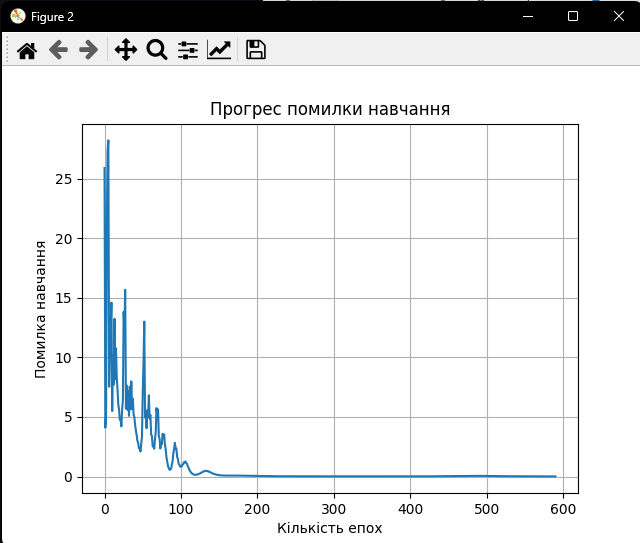 Figure 2
Прогрес помилки навчання
Помилка навчання
25
20
15
10
5
0
0 100 200 300 400 500 600
Кількість епох